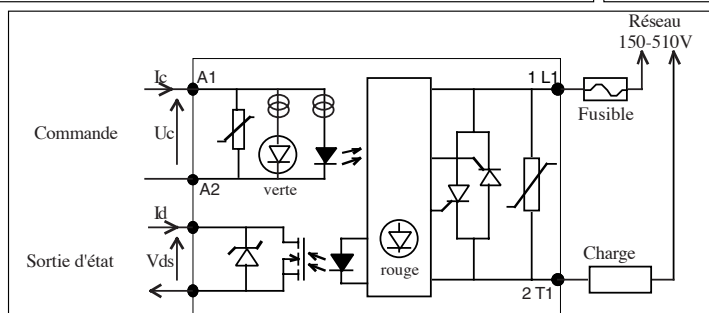 Réseau
150-510V
Ic
A1
1 L1
Fusible
Commande
Uc
A2
verte
Id
Sortie d'état
Vds
rouge
Charge
2 T1